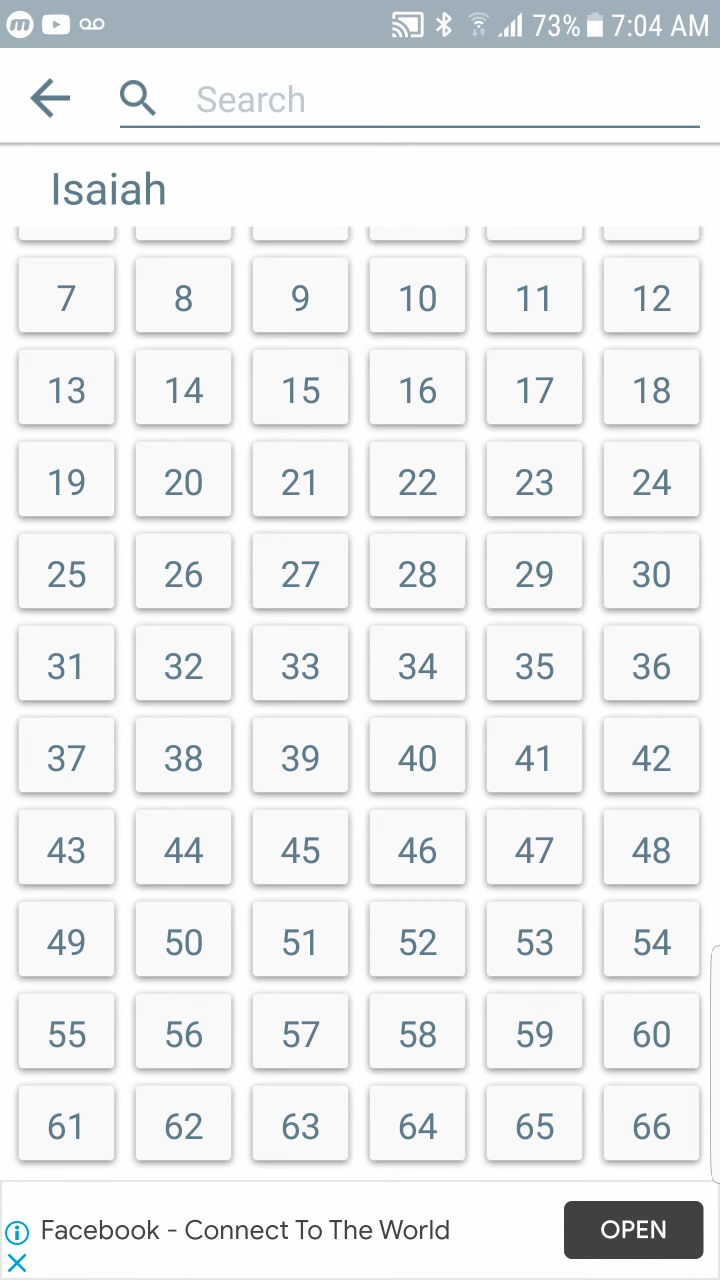 73% 7:04 AM
Search
Isaiah
7 8 9 10 11 12
13 14 15 16 17 18
19 20 21 22 23 24
25 26 27 28 29 30
31 32 33 34 35 36
37 38 39 40 41 42
43 44 45 46 47 48
49 50 51 52 53 54
55 56 57 58 59 60
61 62 63 64 65 66
Facebook - Connect To The World OPEN